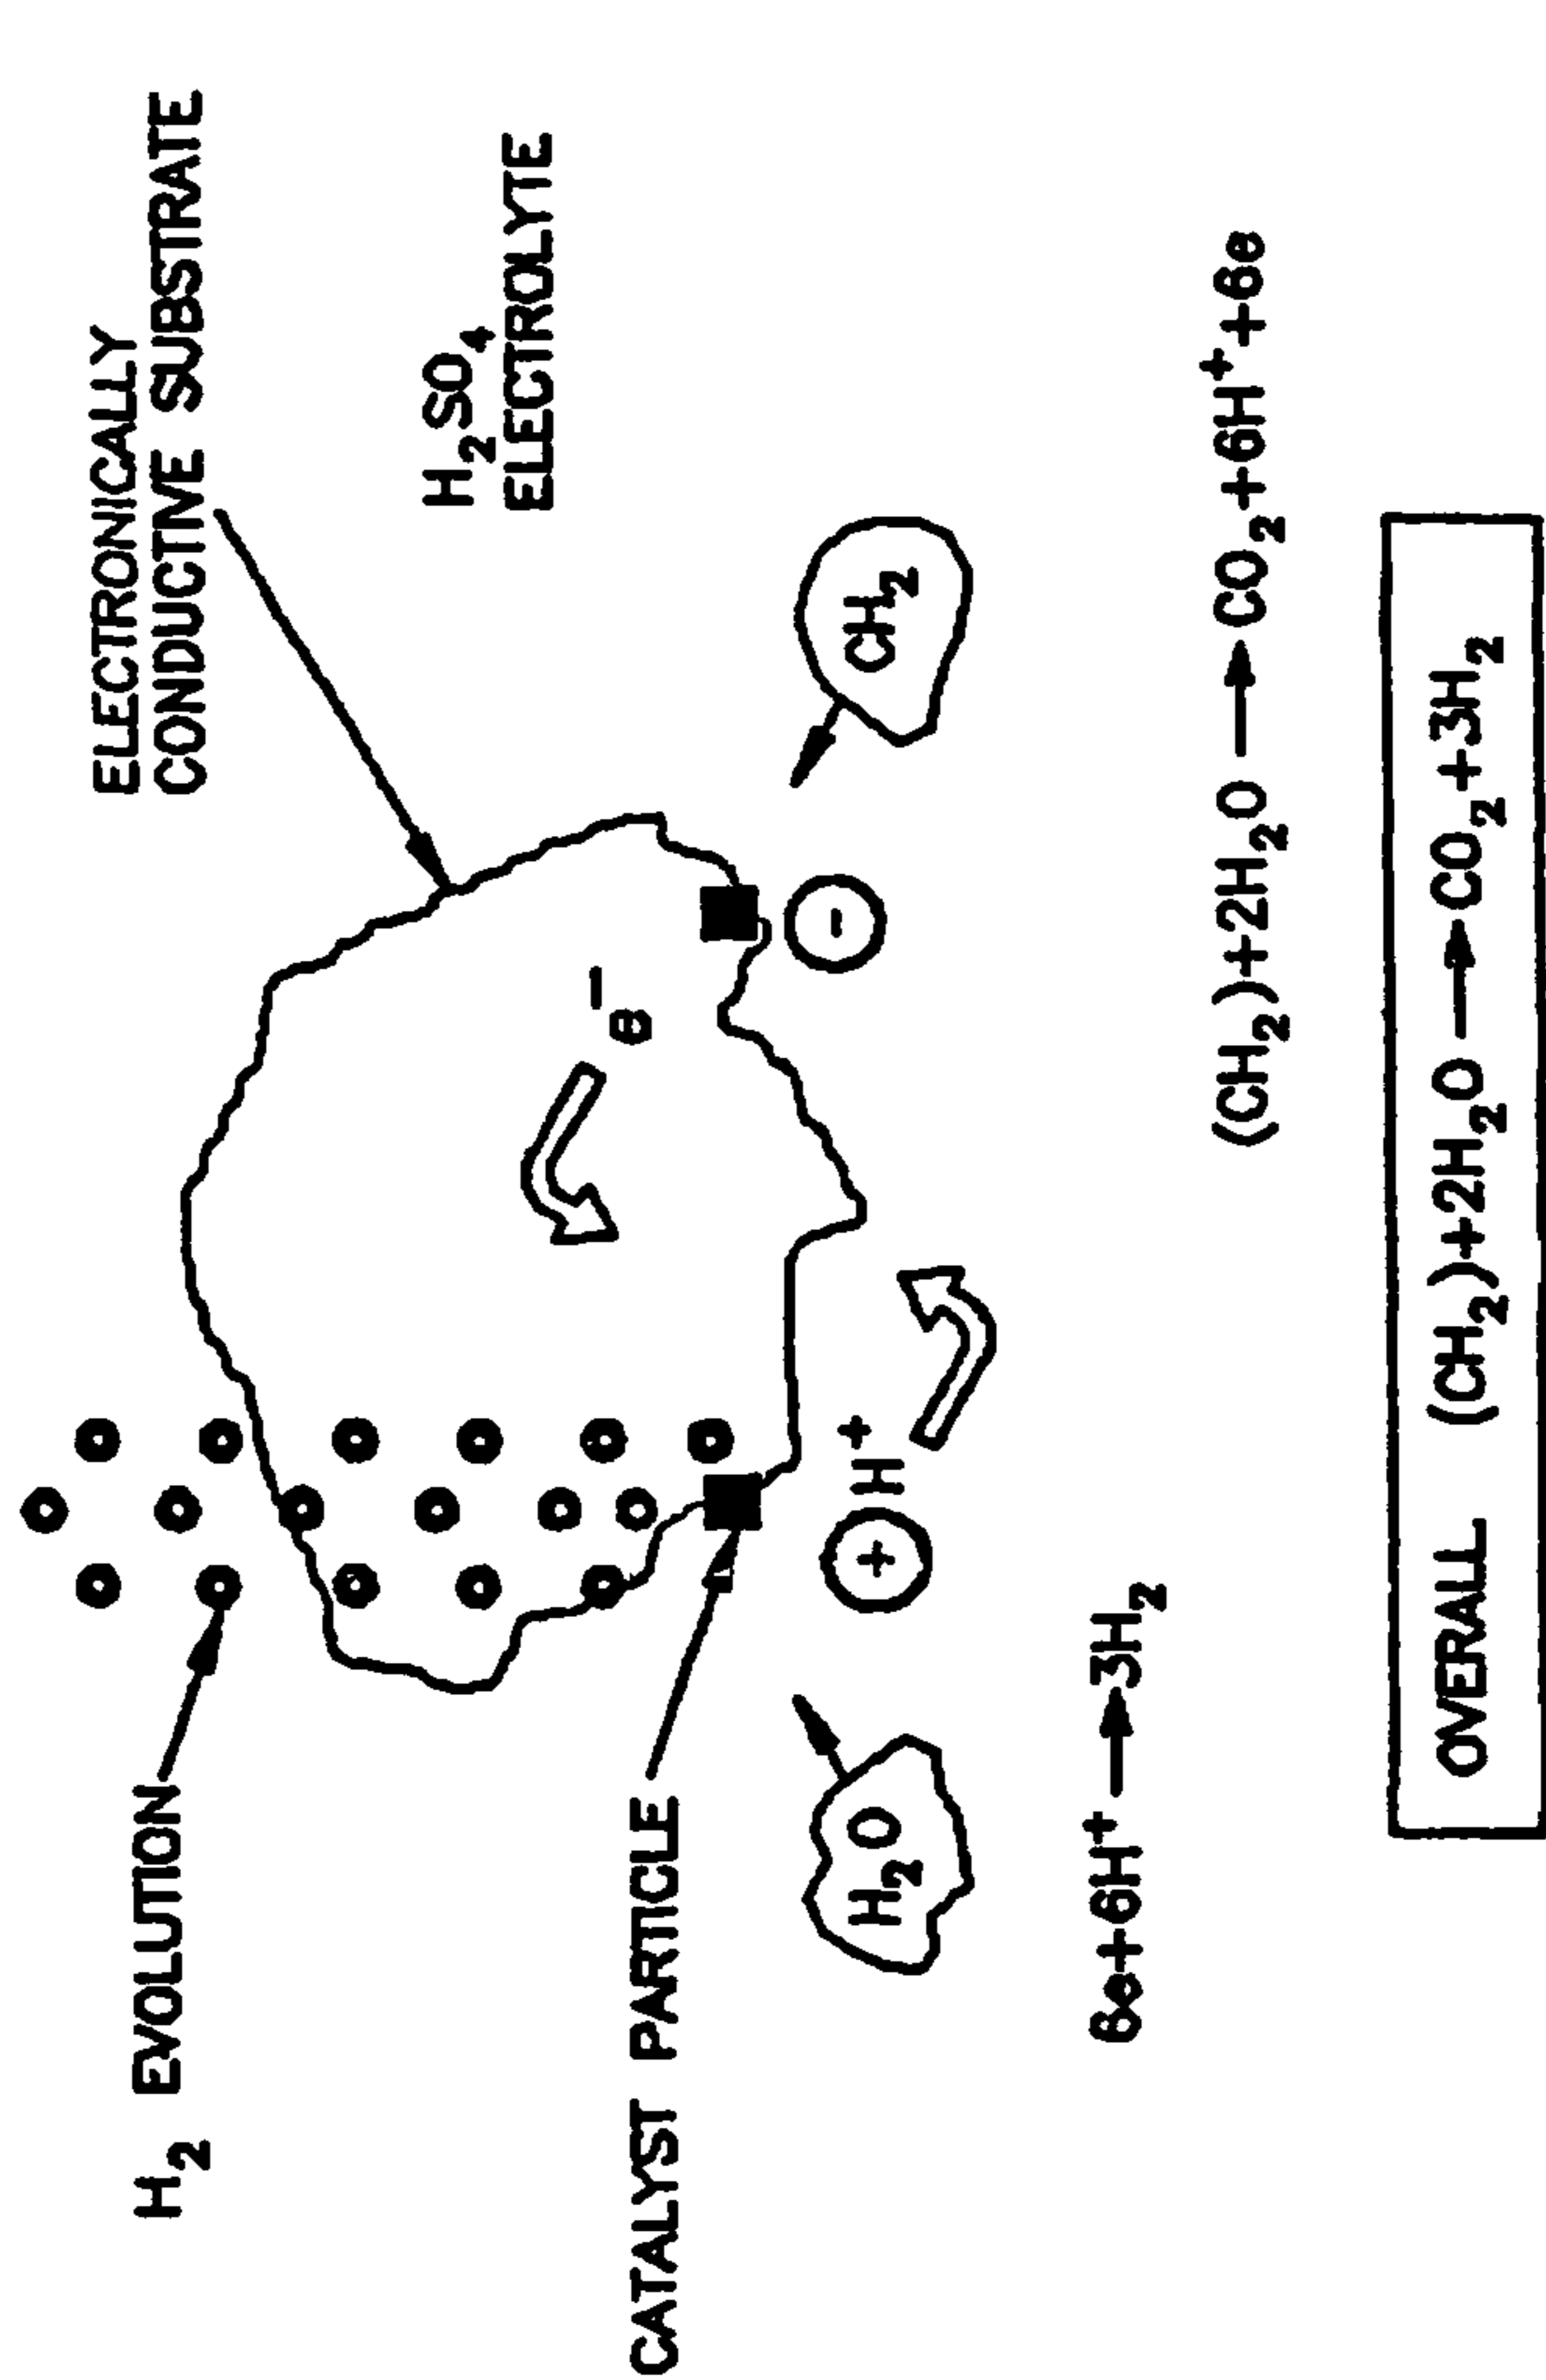 ELECTRONICALLY
CONDUCTIVE SUBSTRATE
H₂ EVOLUTION
H₂SO₄
ELECTROLYTE
e⁻
CATALYST PARTICLE
-
H₂O
+ H⁺
CH₂
6e+6H⁺ → 3H₂
(CH₂)+2H₂O → CO₂+6H⁺+6e
OVERALL (CH₂)+2H₂O → CO₂+3H₂